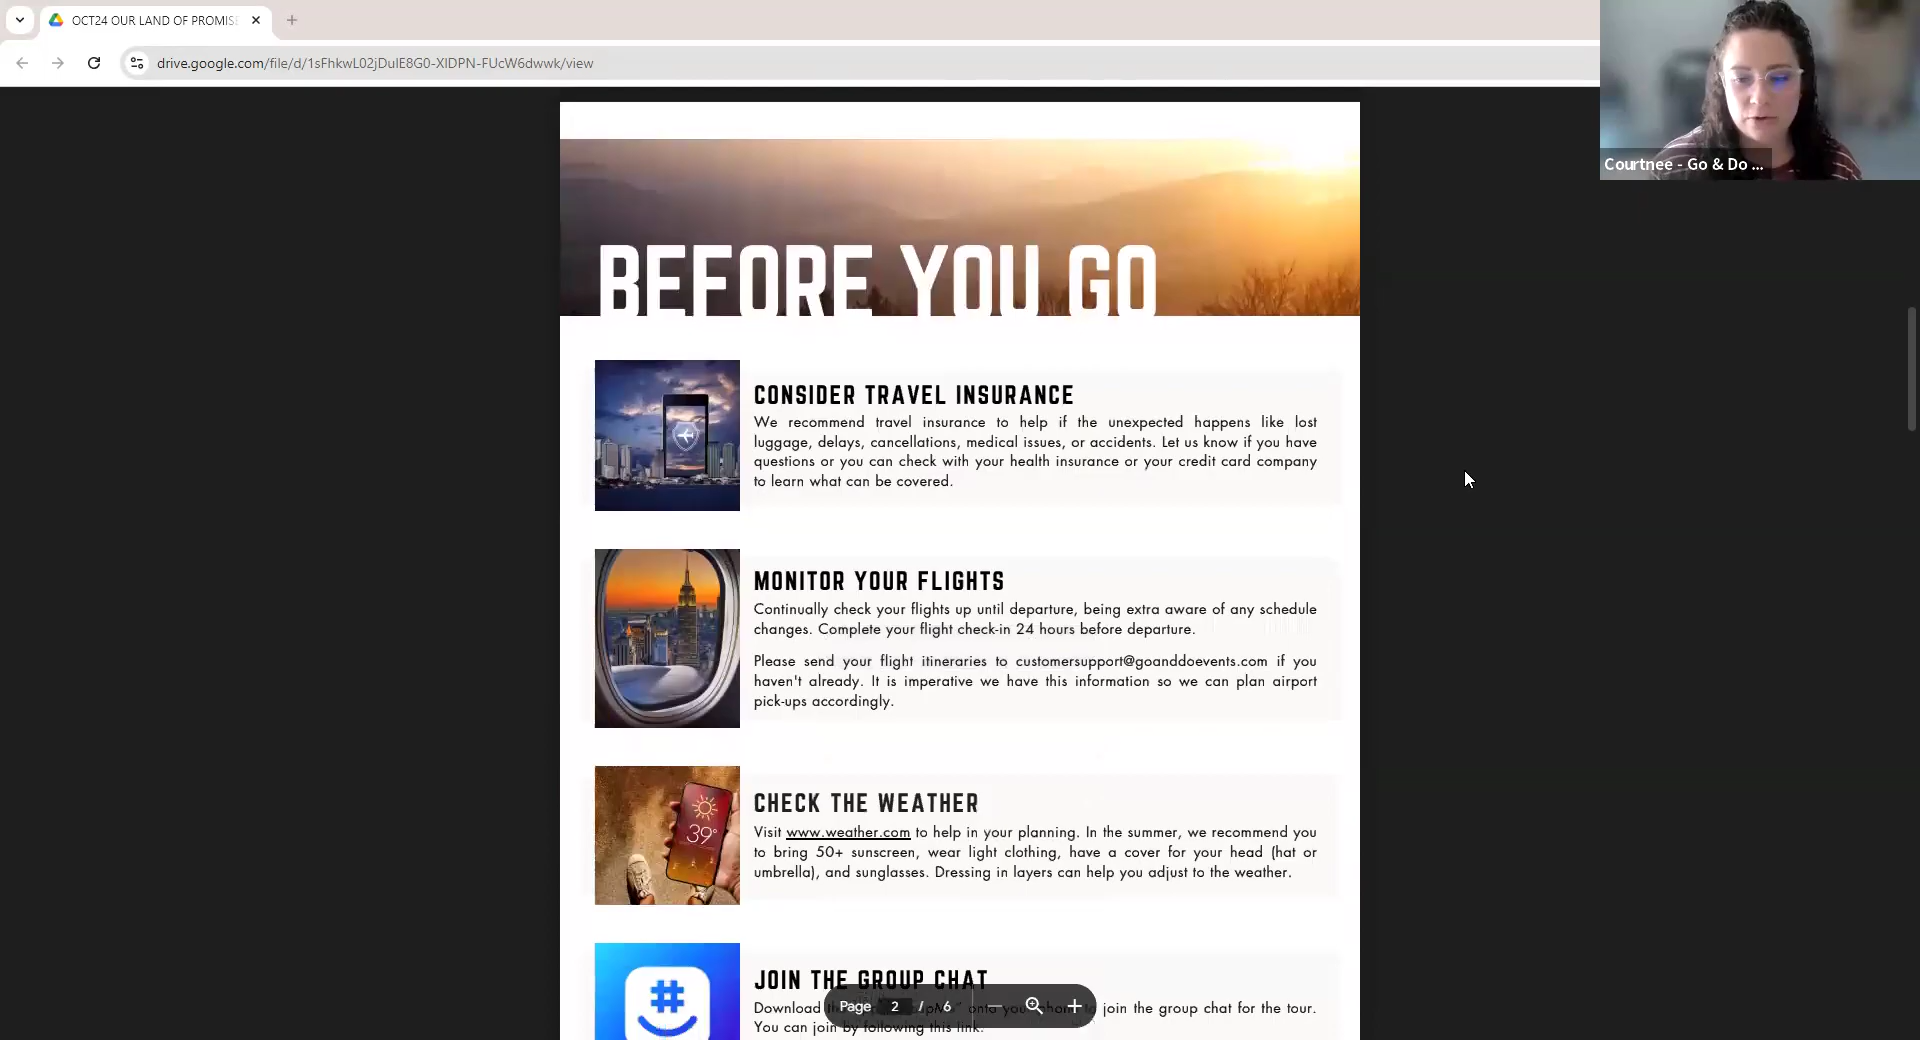 OCT24 OUR LAND OF PROMISE
drive.google.com/file/d/1sFhkwL02jDulE8G0-XIDPN-FUcW6dwwk/view
Courtnee - Go & Do ...
BEFORE YOU GO
CONSIDER TRAVEL INSURANCE
We recommend travel insurance to help if the unexpected happens like lost
luggage, delays, cancellations, medical issues, or accidents. Let us know if you have
questions or you can check with your health insurance or your credit card company
to learn what can be covered.
MONITOR YOUR FLIGHTS
Continually check your flights up until departure, being extra aware of any schedule
changes. Complete your flight check-in 24 hours before departure.
Please send your flight itineraries to customersupport@goanddoevents.com if you
haven't already. It is imperative we have this information so we can plan airport
pick-ups accordingly.
39°
CHECK THE WEATHER
Visit www.weather.com to help in your planning. In the summer, we recommend you
to bring 50+ sunscreen, wear light clothing, have a cover for your head (hat or
umbrella), and sunglasses. Dressing in layers can help you adjust to the weather.
#
JOIN THE GROUP CHAT
Download onto your phone to join the group chat for the tour.
You can join by following this link.
Page 2 / 6